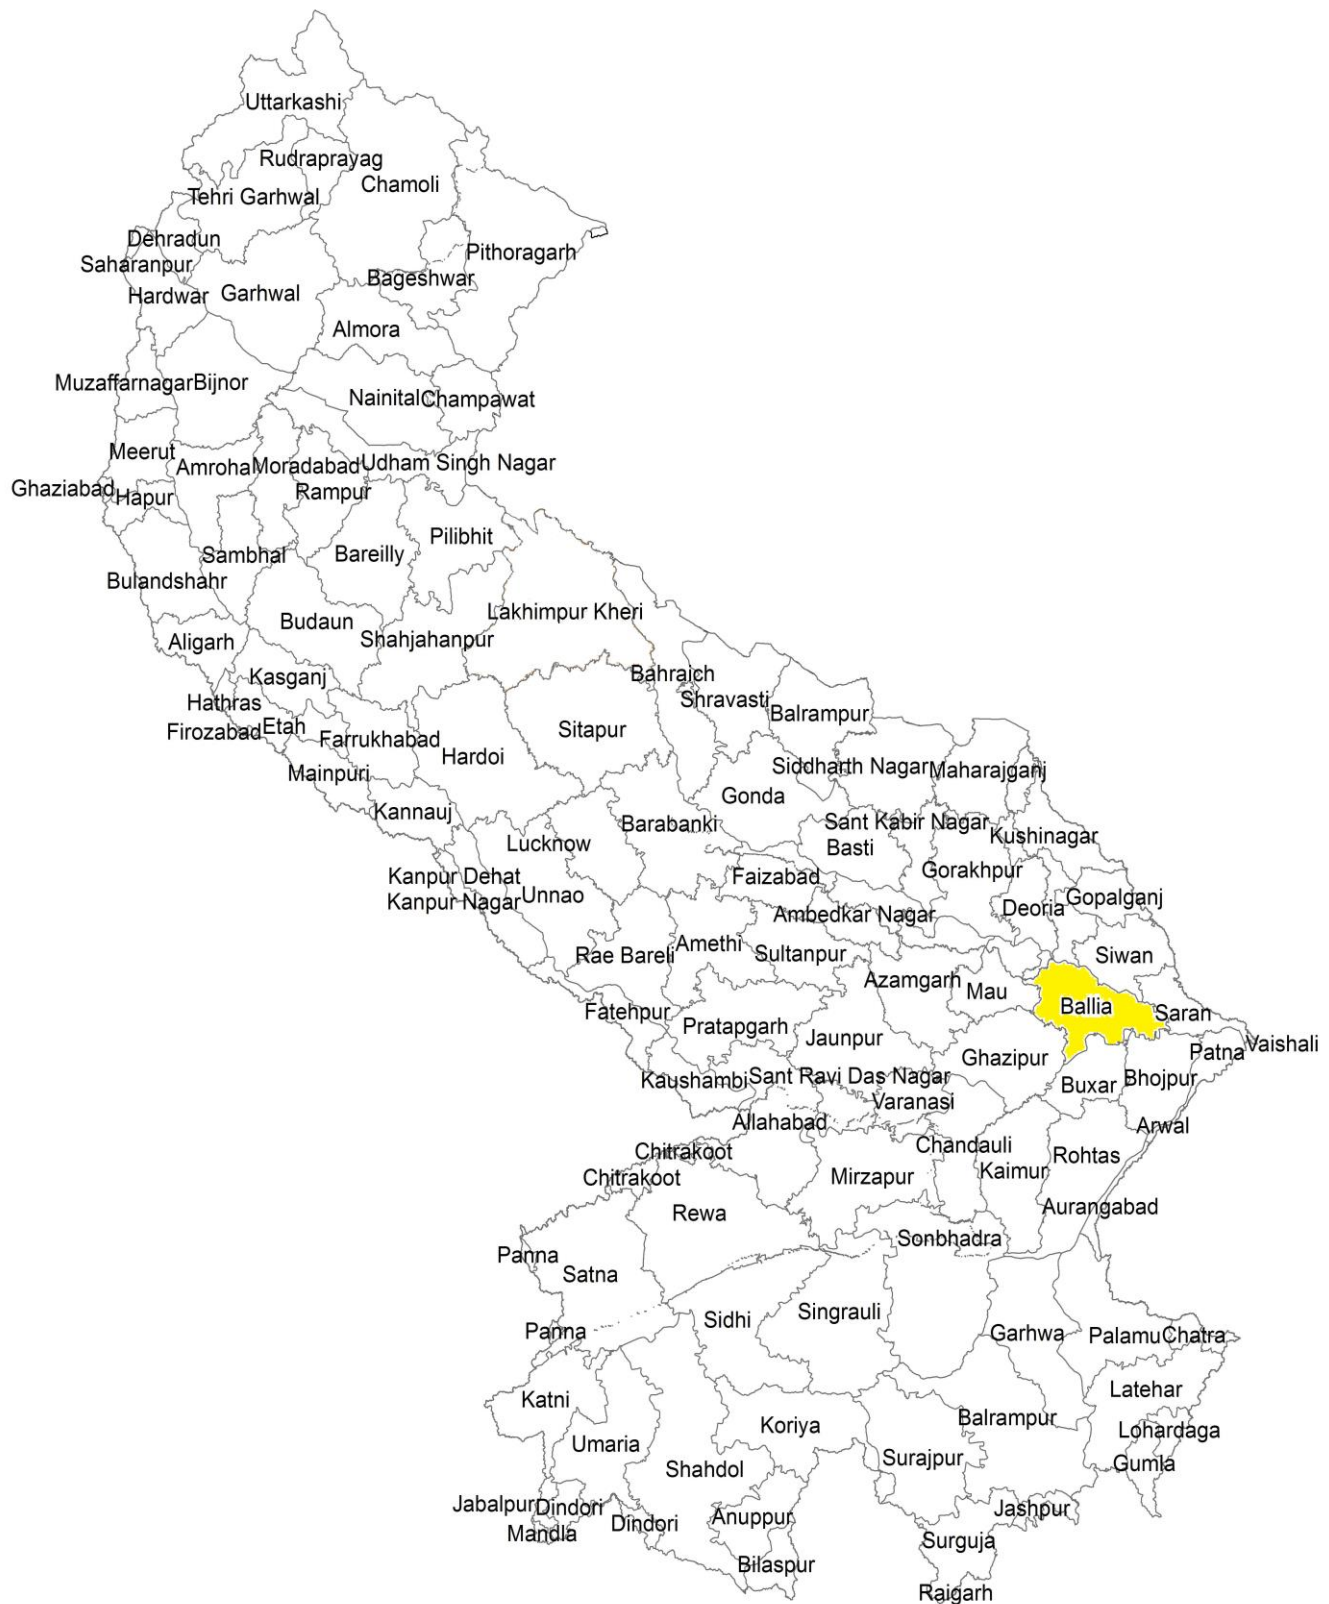 Uttarkashi
Rudraprayag
Chamoli
Tehri Garhwal
Dehradun
Pithoragarh
Saharanpur
Bageshwar
Hardwar
Garhwal
Almora
Muzaffarnagar
Bijnor
Nainital
Champawat
Meerut
Amroha
Moradabad
Udham Singh Nagar
Ghaziabad
Hapur
Rampur
Pilibhit
Sambhal
Bareilly
Bulandshahr
Lakhimpur Kheri
Budaun
Aligarh
Shahjahanpur
Kasganj
Bahraich
Hathras
Shravasti
Balrampur
Firozabad
Etah
Farrukhabad
Sitapur
Hardoi
Mainpuri
Siddharth Nagar
Maharajganj
Gonda
Kannauj
Barabanki
Sant Kabir Nagar
Kushinagar
Lucknow
Basti
Kanpur Dehat
Faizabad
Gorakhpur
Kanpur Nagar
Unnao
Deoria
Gopalganj
Ambedkar Nagar
Rae Bareli
Amethi
Sultanpur
Siwan
Azamgarh
Mau
Fatehpur
Ballia
Saran
Pratapgarh
Jaunpur
Ghazipur
Patna
Vaishali
Kaushambi
Sant Ravi Das Nagar
Buxar
Bhojpur
Varanasi
Allahabad
Arwal
Chitrakoot
Chandauli
Rohtas
Chitrakoot
Mirzapur
Kaimur
Rewa
Aurangabad
Sonbhadra
Panna
Satna
Sidhi
Singrauli
Panna
Garhwa
Palamu
Chatra
Katni
Latehar
Koriya
Balrampur
Umaria
Lohardaga
Shahdol
Surajpur
Gumla
Jabalpur
Dindori
Jashpur
Mandla
Dindori
Anuppur
Surguja
Bilaspur
Raigarh